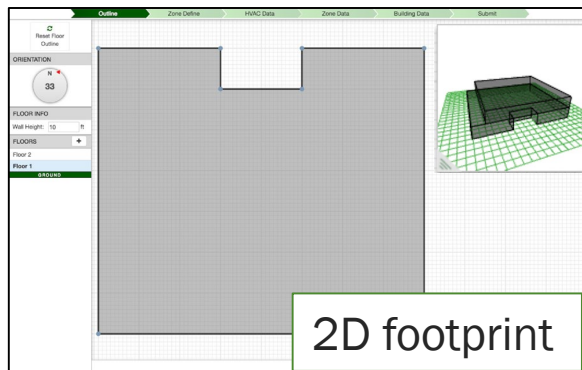 Outline
Zone Define
HVAC Data
Zone Data
Building Data
Submit
Reset Floor
Outline
ORIENTATION
N
33
FLOOR INFO
Wall Height: 10 ft
FLOORS +
Floor 2
Floor 1
GROUND
2D footprint